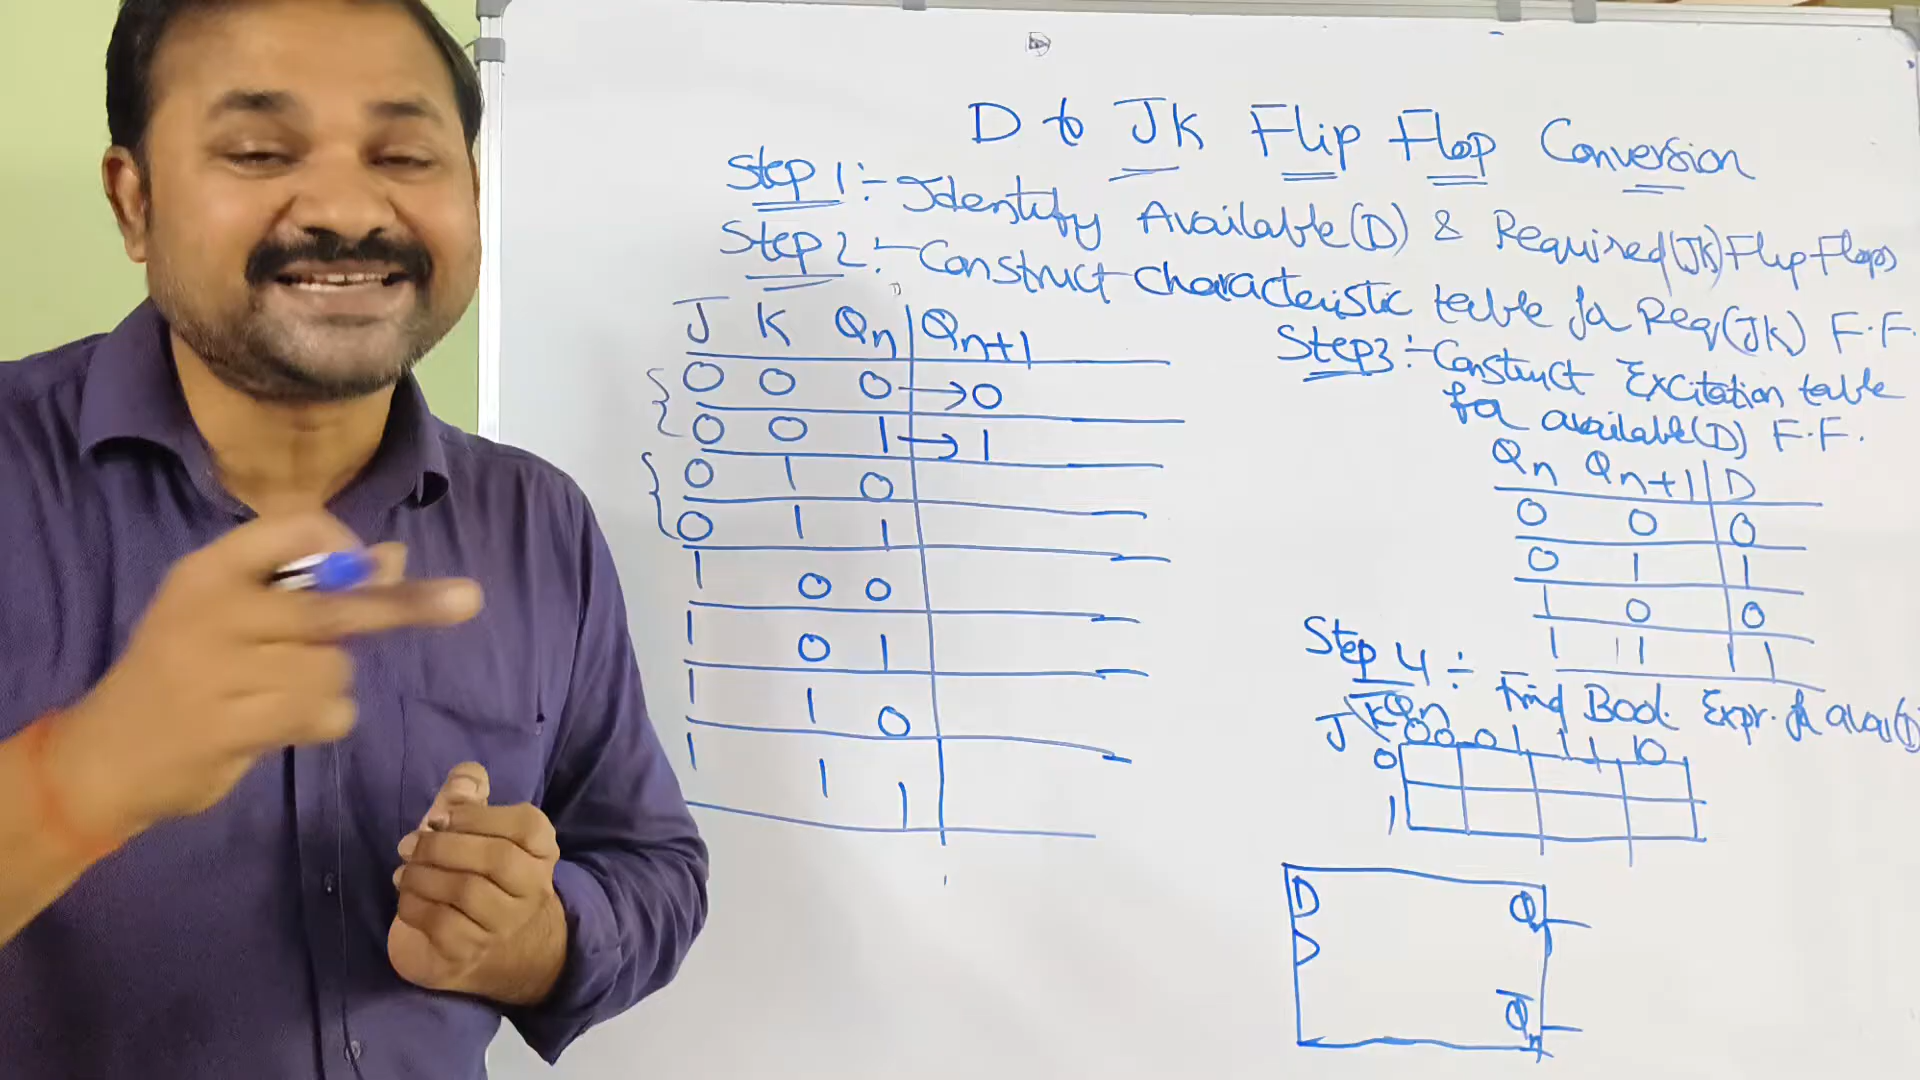 D to JK Flip Flop Conversion
Step 1:- Identify Available(D) & Required(JK) Flip Flops
Step 2:- Construct Characteristic table for Req(JK) F.F.
J K Qn Qn+1
0 0 0 → 0
0 0 1 → 1
0 1 0
0 1 1
1 0 0
1 0 1
1 1 0
1 1 1
Step3:- Construct Excitation table
for available(D) F.F.
Qn Qn+1 D
0 0 0
0 1 1
1 0 0
1 1 1
Step 4:- Find Bool. Expr. for
J KQn
00 01 11 10
0
1
D Qn
Q̅n